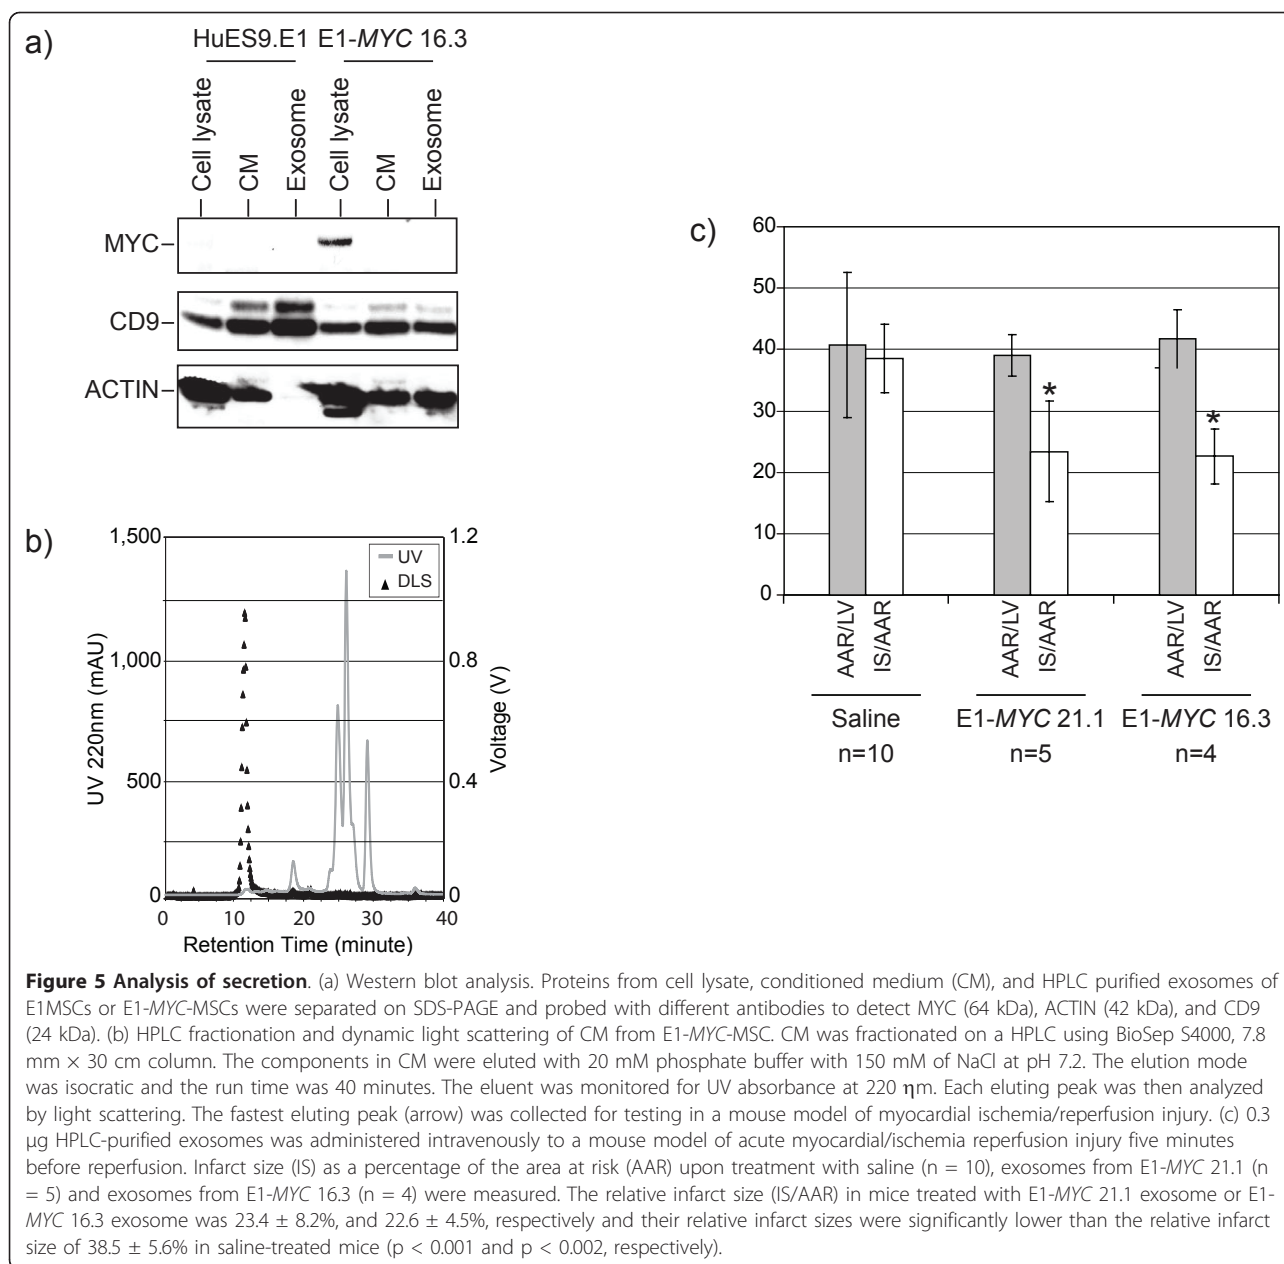 a)
HuES9.E1 E1-MYC 16.3
Cell lysate
CM
Exosome
Cell lysate
CM
Exosome
MYC
CD9
ACTIN
b)
1,500
1,000
500
0
UV 220nm (mAU)
1.2
0.8
0.4
0
Voltage (V)
UV
DLS
0 10 20 30 40
Retention Time (minute)
c)
60
50
40
30
20
10
0
* *
AAR/LV
IS/AAR
AAR/LV
IS/AAR
AAR/LV
IS/AAR
Saline E1-MYC 21.1 E1-MYC 16.3
n=10 n=5 n=4
Figure 5 Analysis of secretion. (a) Western blot analysis. Proteins from cell lysate, conditioned medium (CM), and HPLC purified exosomes of
E1MSCs or E1-MYC-MSCs were separated on SDS-PAGE and probed with different antibodies to detect MYC (64 kDa), ACTIN (42 kDa), and CD9
(24 kDa). (b) HPLC fractionation and dynamic light scattering of CM from E1-MYC-MSC. CM was fractionated on a HPLC using BioSep S4000, 7.8
mm × 30 cm column. The components in CM were eluted with 20 mM phosphate buffer with 150 mM of NaCl at pH 7.2. The elution mode
was isocratic and the run time was 40 minutes. The eluent was monitored for UV absorbance at 220 ηm. Each eluting peak was then analyzed
by light scattering. The fastest eluting peak (arrow) was collected for testing in a mouse model of myocardial ischemia/reperfusion injury. (c) 0.3
μg HPLC-purified exosomes was administered intravenously to a mouse model of acute myocardial/ischemia reperfusion injury five minutes
before reperfusion. Infarct size (IS) as a percentage of the area at risk (AAR) upon treatment with saline (n = 10), exosomes from E1-MYC 21.1 (n
= 5) and exosomes from E1-MYC 16.3 (n = 4) were measured. The relative infarct size (IS/AAR) in mice treated with E1-MYC 21.1 exosome or E1-
MYC 16.3 exosome was 23.4 ± 8.2%, and 22.6 ± 4.5%, respectively and their relative infarct sizes were significantly lower than the relative infarct
size of 38.5 ± 5.6% in saline-treated mice (p < 0.001 and p < 0.002, respectively).